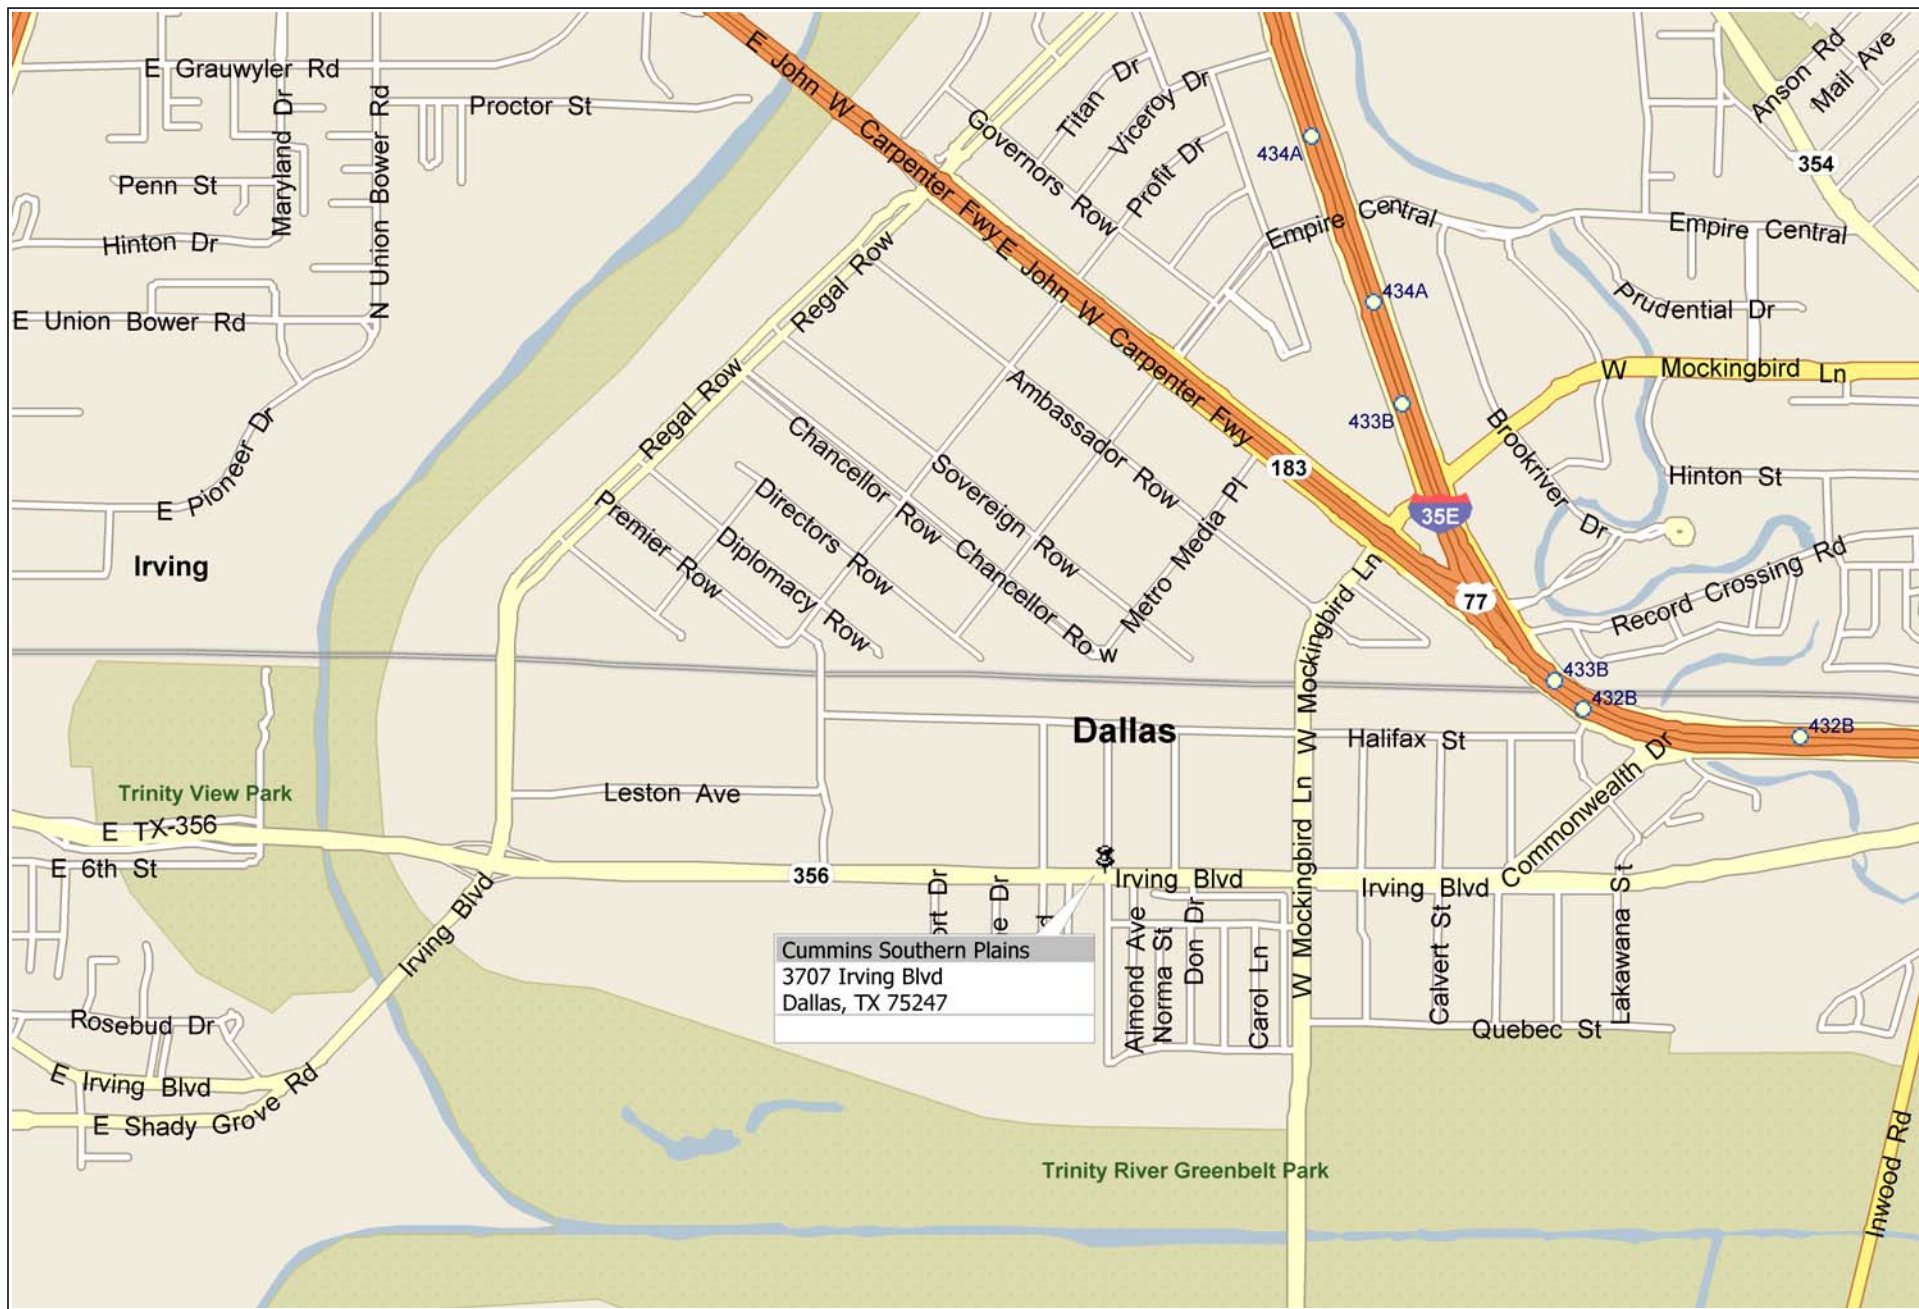 E Grauwyler Rd
Maryland Dr
N Union Bower Rd
Proctor St
Penn St
Hinton Dr
E Union Bower Rd
E Pioneer Dr
Irving
E John W Carpenter Fwy
E John W Carpenter Fwy
Governors Row
Titan Dr
Viceroy Dr
Profit Dr
434A
Empire Central
Empire Central
Anson Rd
Mail Ave
354
434A
Prudential Dr
Regal Row
Regal Row
433B
W Mockingbird Ln
Ambassador Row
183
Brookriver Dr
Hinton St
Chancellor Row
Sovereign Row
Chancellor Row
Metro Media Pl
35E
Premier Row
Directors Row
Diplomacy Row
77
Record Crossing Rd
W Mockingbird Ln
433B
432B
432B
Dallas
Halifax St
Commonwealth Dr
Trinity View Park
Leston Ave
E TX-356
E 6th St
356
Irving Blvd
Irving Blvd
Irving Blvd
W Mockingbird Ln
ort Dr
ne Dr
d
Cummins Southern Plains
3707 Irving Blvd
Dallas, TX 75247
Almond Ave
Norma St
Don Dr
Carol Ln
Calvert St
Lakawana St
Quebec St
Rosebud Dr
E Irving Blvd
E Shady Grove Rd
Trinity River Greenbelt Park
Inwood Rd